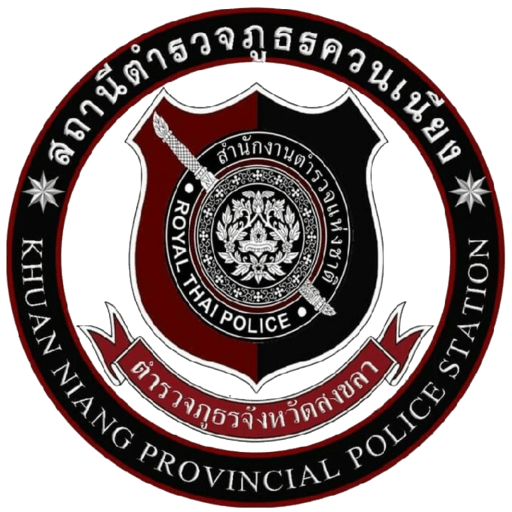 สถานีตำรวจภูธรควนเนียง
สำนักงานตำรวจแห่งชาติ
ROYAL THAI POLICE
ตำรวจภูธรจังหวัดสงขลา
KHUAN NIANG PROVINCIAL POLICE STATION